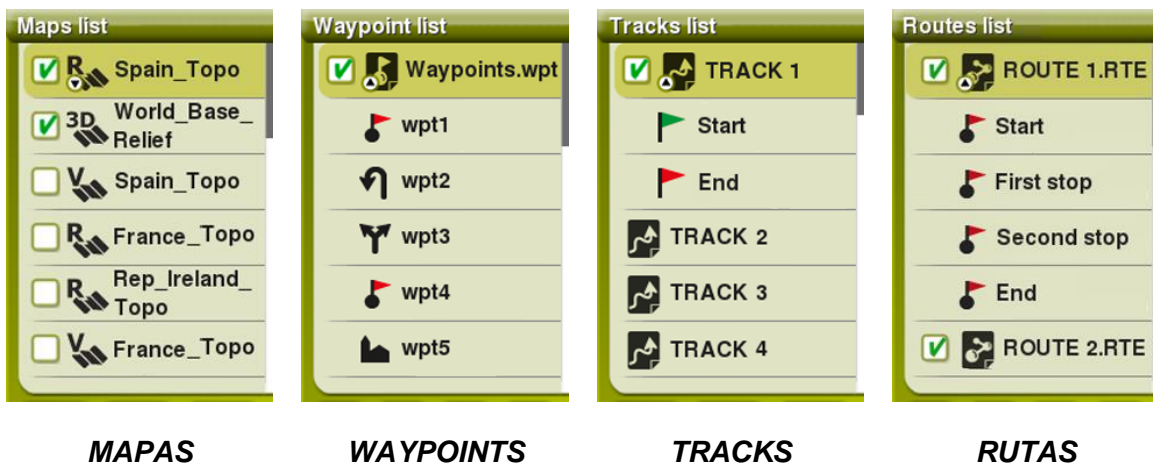 Maps list
R Spain_Topo
3D World_Base_
Relief
V Spain_Topo
R France_Topo
R Rep_Ireland_
Topo
V France_Topo
Waypoint list
Waypoints.wpt
wpt1
wpt2
wpt3
wpt4
wpt5
Tracks list
TRACK 1
Start
End
TRACK 2
TRACK 3
TRACK 4
Routes list
ROUTE 1.RTE
Start
First stop
Second stop
End
ROUTE 2.RTE
MAPAS
WAYPOINTS
TRACKS
RUTAS